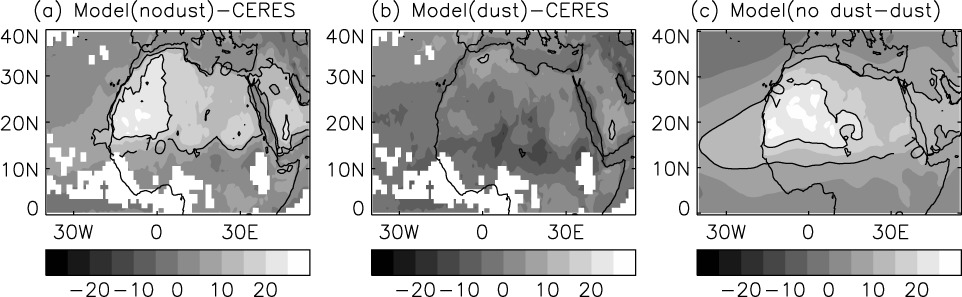 (a) Model(nodust)-CERES
(b) Model(dust)-CERES
(c) Model(no dust-dust)
40N
30N
20N
10N
0
30W 0 30E
10
-20 -10 0 10 20
40N
30N
20N
10N
0
30W 0 30E
-20 -10 0 10 20
40N
30N
20N
10N
0
30W 0 30E
-20 -10 0 10 20